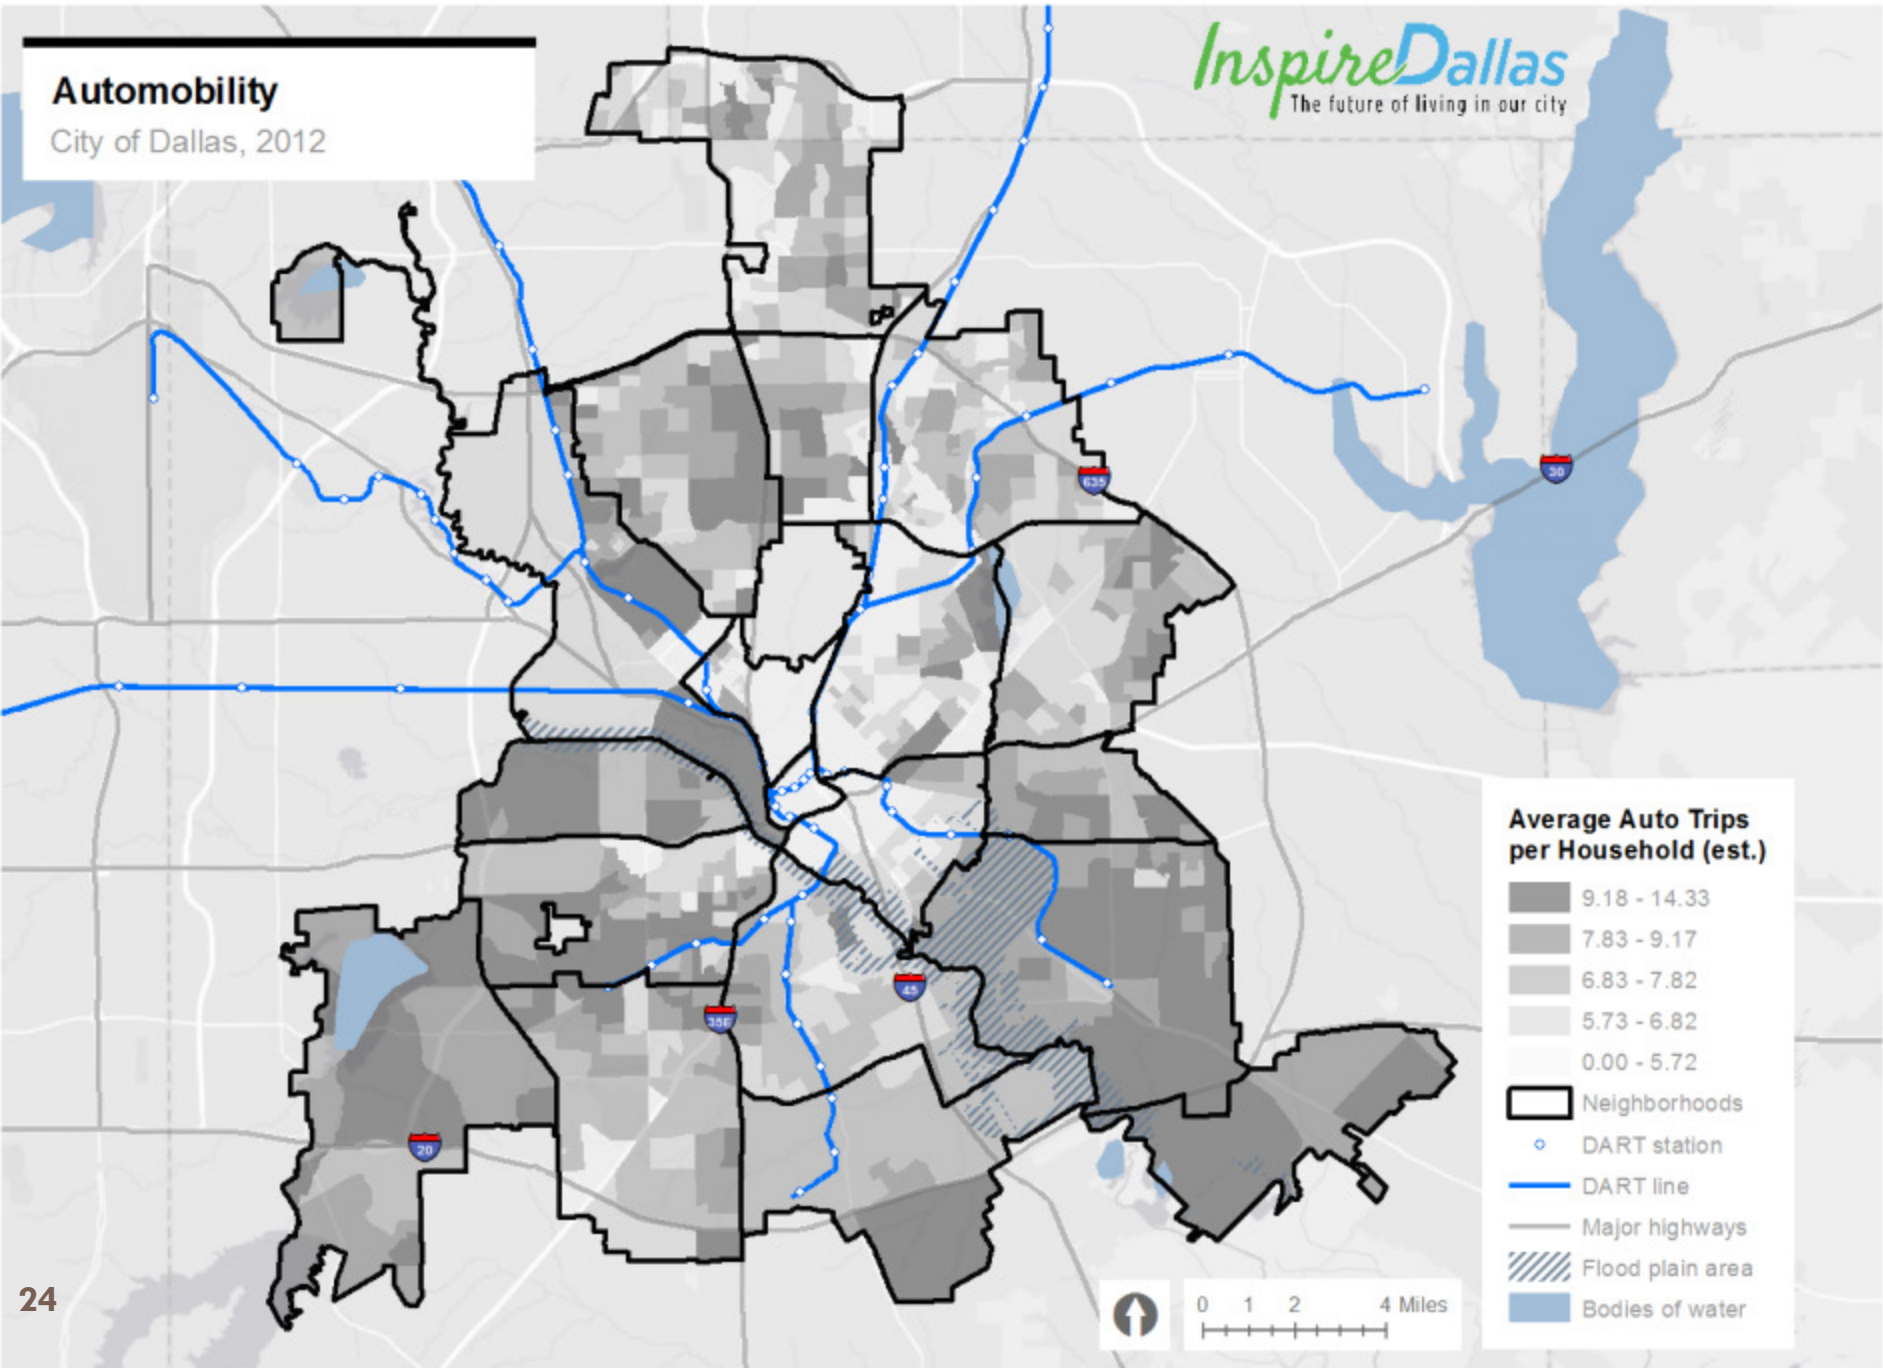 Automobility
City of Dallas, 2012
InspireDallas
The future of living in our city
635
30
45
35E
20
Average Auto Trips
per Household (est.)
9.18 - 14.33
7.83 - 9.17
6.83 - 7.82
5.73 - 6.82
0.00 - 5.72
Neighborhoods
DART station
DART line
Major highways
Flood plain area
Bodies of water
0 1 2 4 Miles
24